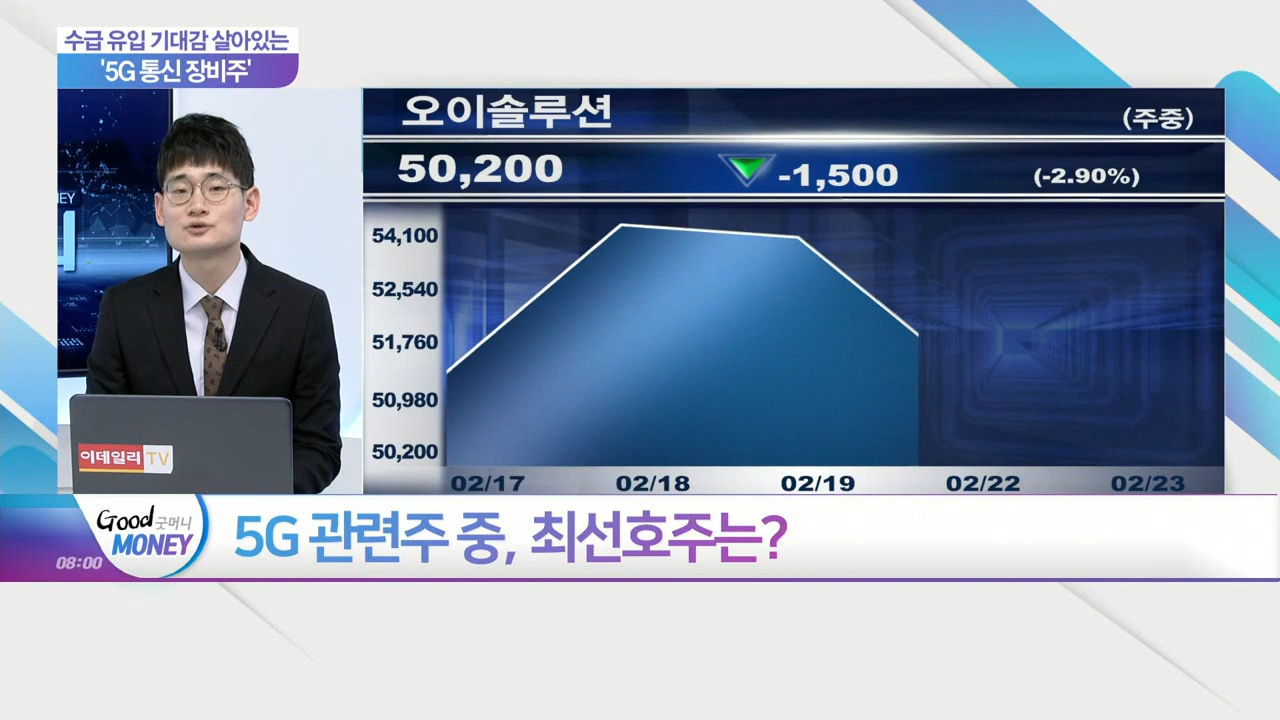 수급 유입 기대감 살아있는
'5G 통신 장비주'
오이솔루션
(주중)
50,200
-1,500
(-2.90%)
54,100
52,540
51,760
50,980
50,200
02/17
02/18
02/19
02/22
02/23
이데일리 TV
Good 굿머니
MONEY
08:00
5G 관련주 중, 최선호주는?